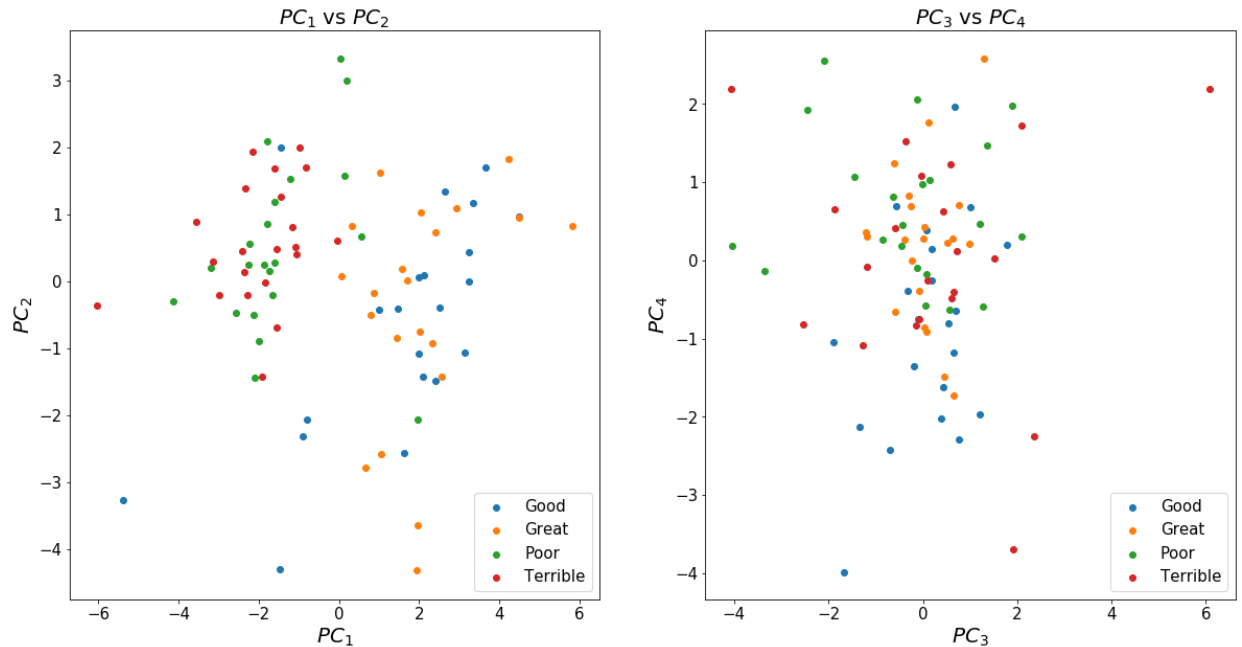 PC₁ vs PC₂
3
2
1
0
−1
−2
−3
−4
PC₂
−6
−4
−2
0
2
4
6
PC₁
Good
Great
Poor
Terrible
PC₃ vs PC₄
2
1
0
−1
−2
−3
−4
PC₄
−4
−2
0
2
4
6
PC₃
Good
Great
Poor
Terrible